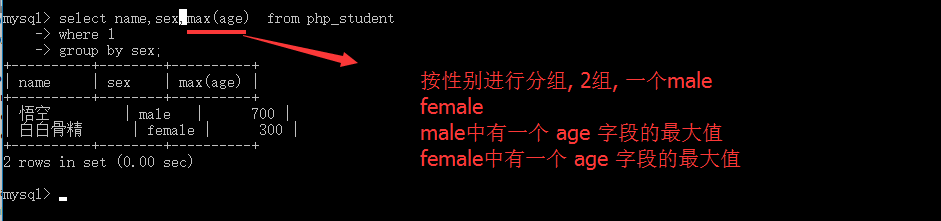 mysql> select name,sex,max(age)  from php_student
    -> where 1
    -> group by sex;
+----------+--------+----------+
| name     | sex    | max(age) |
+----------+--------+----------+
| 悟空       | male   |      700 |
| 白白骨精     | female |      300 |
+----------+--------+----------+
2 rows in set (0.00 sec)
mysql> _
按性别进行分组, 2组, 一个male
female
male中有一个 age 字段的最大值
female中有一个 age 字段的最大值